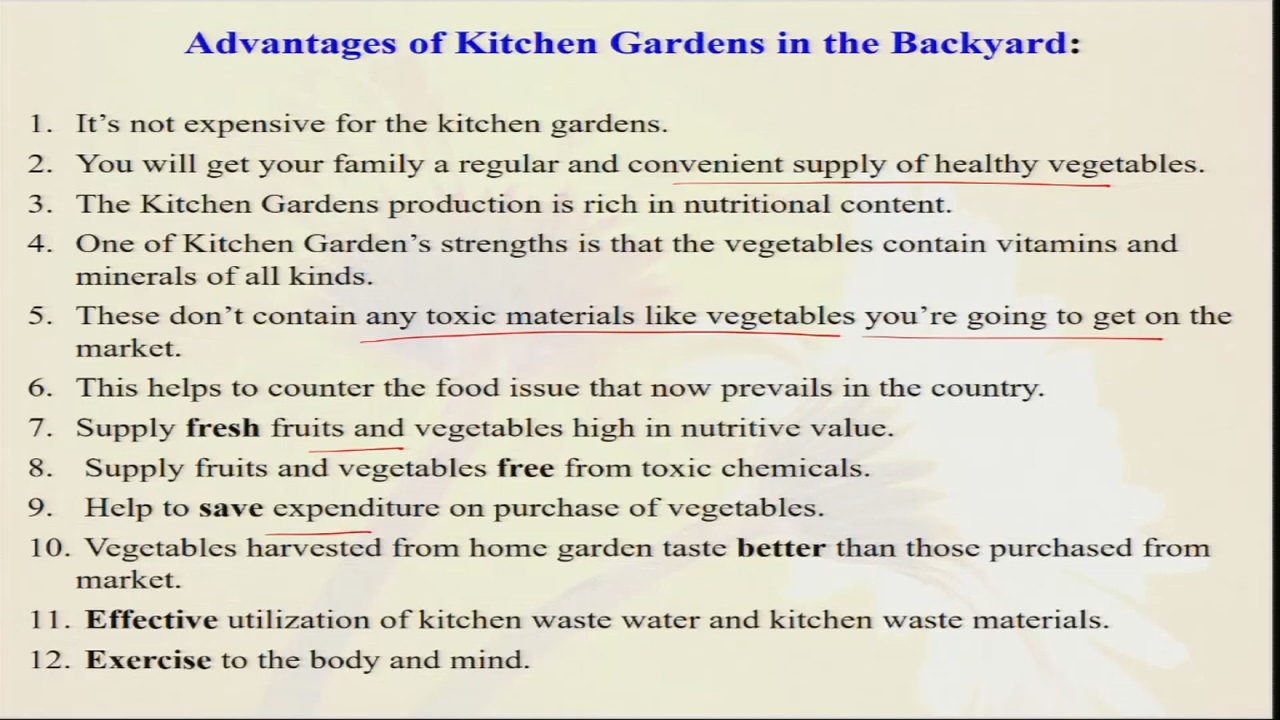 Advantages of Kitchen Gardens in the Backyard:
1. It's not expensive for the kitchen gardens.
2. You will get your family a regular and convenient supply of healthy vegetables.
3. The Kitchen Gardens production is rich in nutritional content.
4. One of Kitchen Garden's strengths is that the vegetables contain vitamins and
minerals of all kinds.
5. These don't contain any toxic materials like vegetables you're going to get on the
market.
6. This helps to counter the food issue that now prevails in the country.
7. Supply fresh fruits and vegetables high in nutritive value.
8. Supply fruits and vegetables free from toxic chemicals.
9. Help to save expenditure on purchase of vegetables.
10. Vegetables harvested from home garden taste better than those purchased from
market.
11. Effective utilization of kitchen waste water and kitchen waste materials.
12. Exercise to the body and mind.